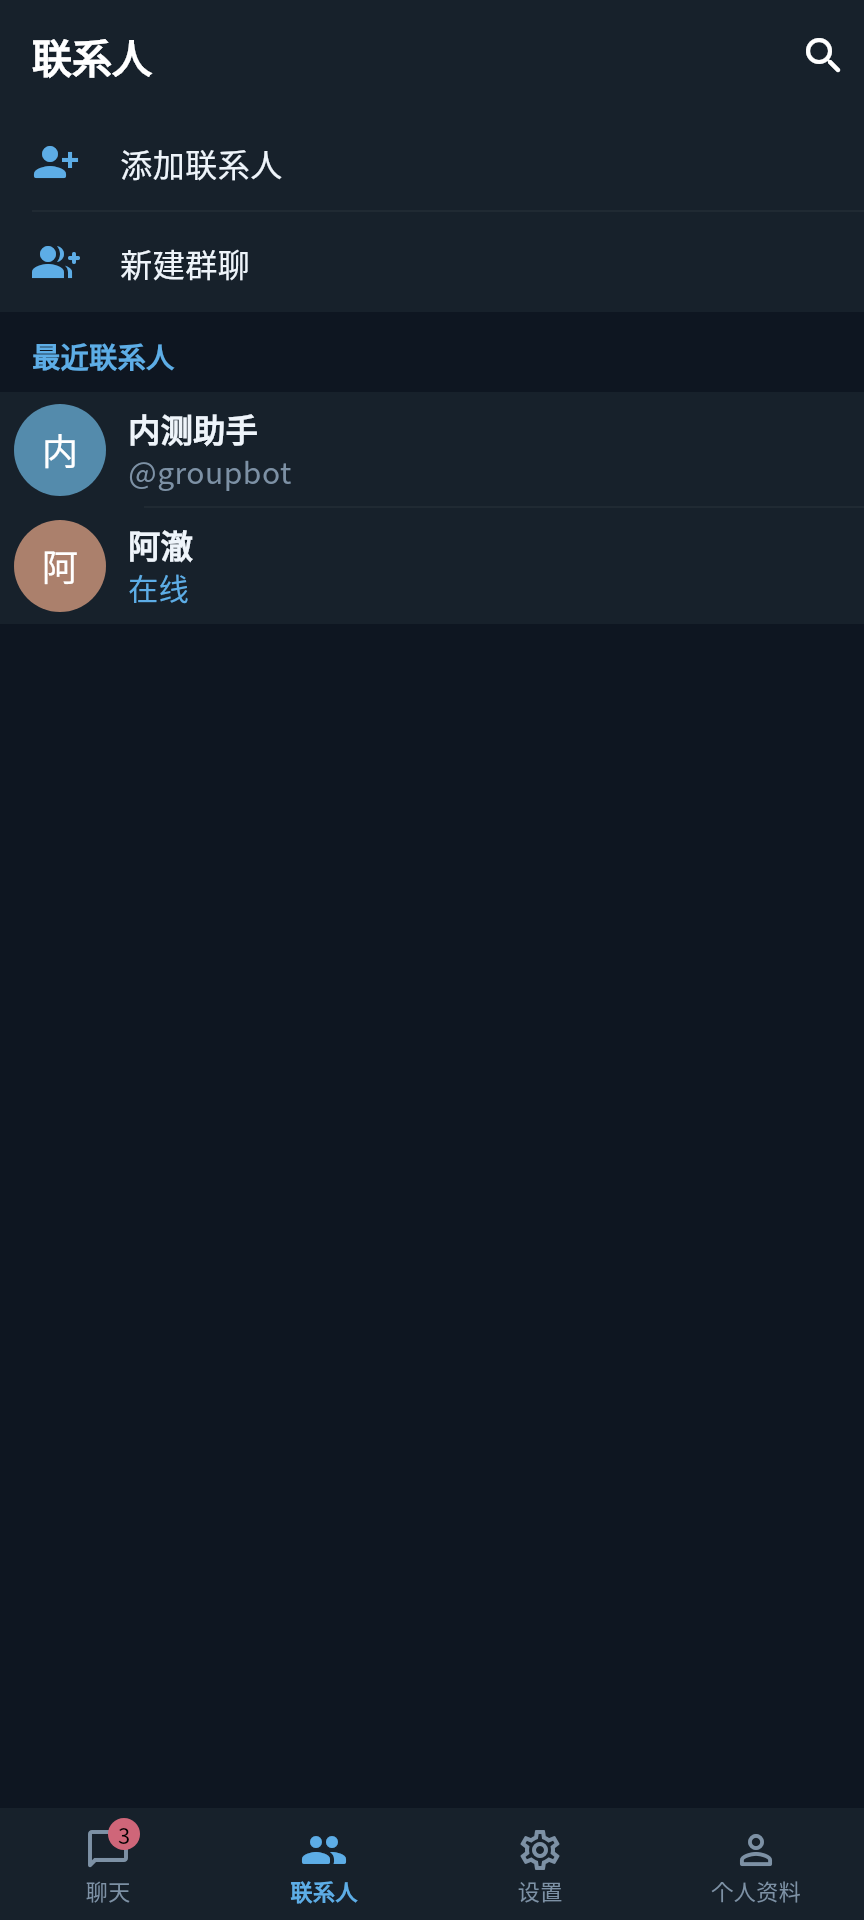 联系人
添加联系人
新建群聊
最近联系人
内
内测助手
@groupbot
阿
阿澈
在线
3
聊天
联系人
设置
个人资料